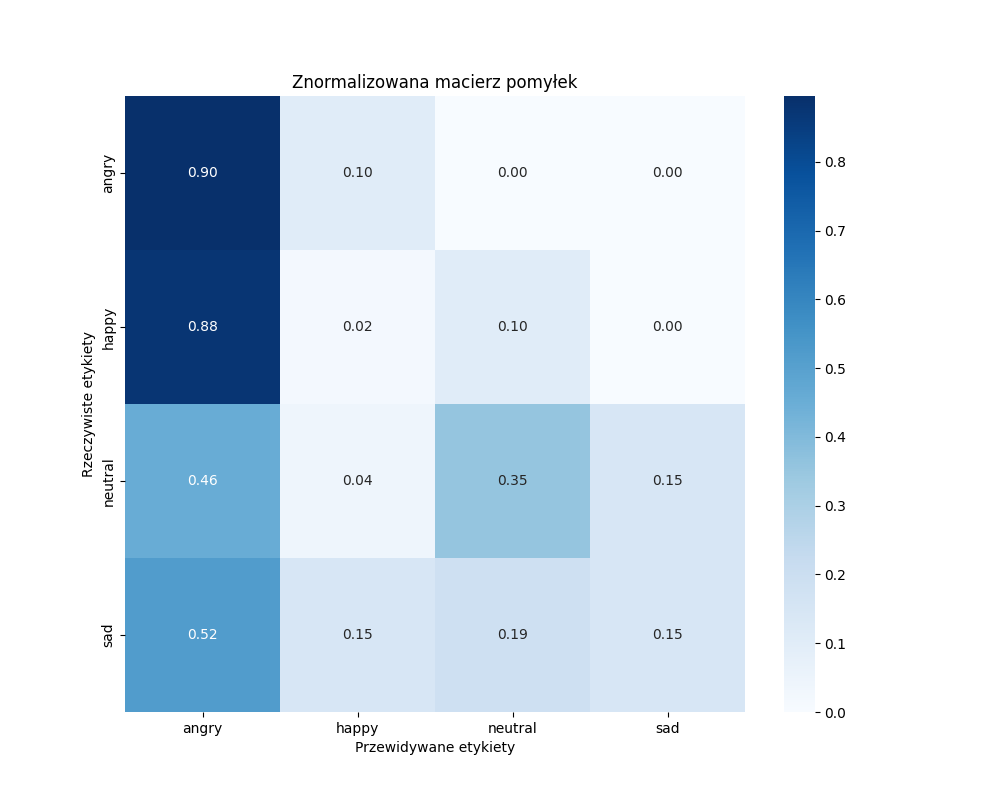 Znormalizowana macierz pomyłek
angry 0.90 0.10 0.00 0.00
happy 0.88 0.02 0.10 0.00
neutral 0.46 0.04 0.35 0.15
sad 0.52 0.15 0.19 0.15
angry happy neutral sad
Przewidywane etykiety
Rzeczywiste etykiety
0.8
0.7
0.6
0.5
0.4
0.3
0.2
0.1
0.0